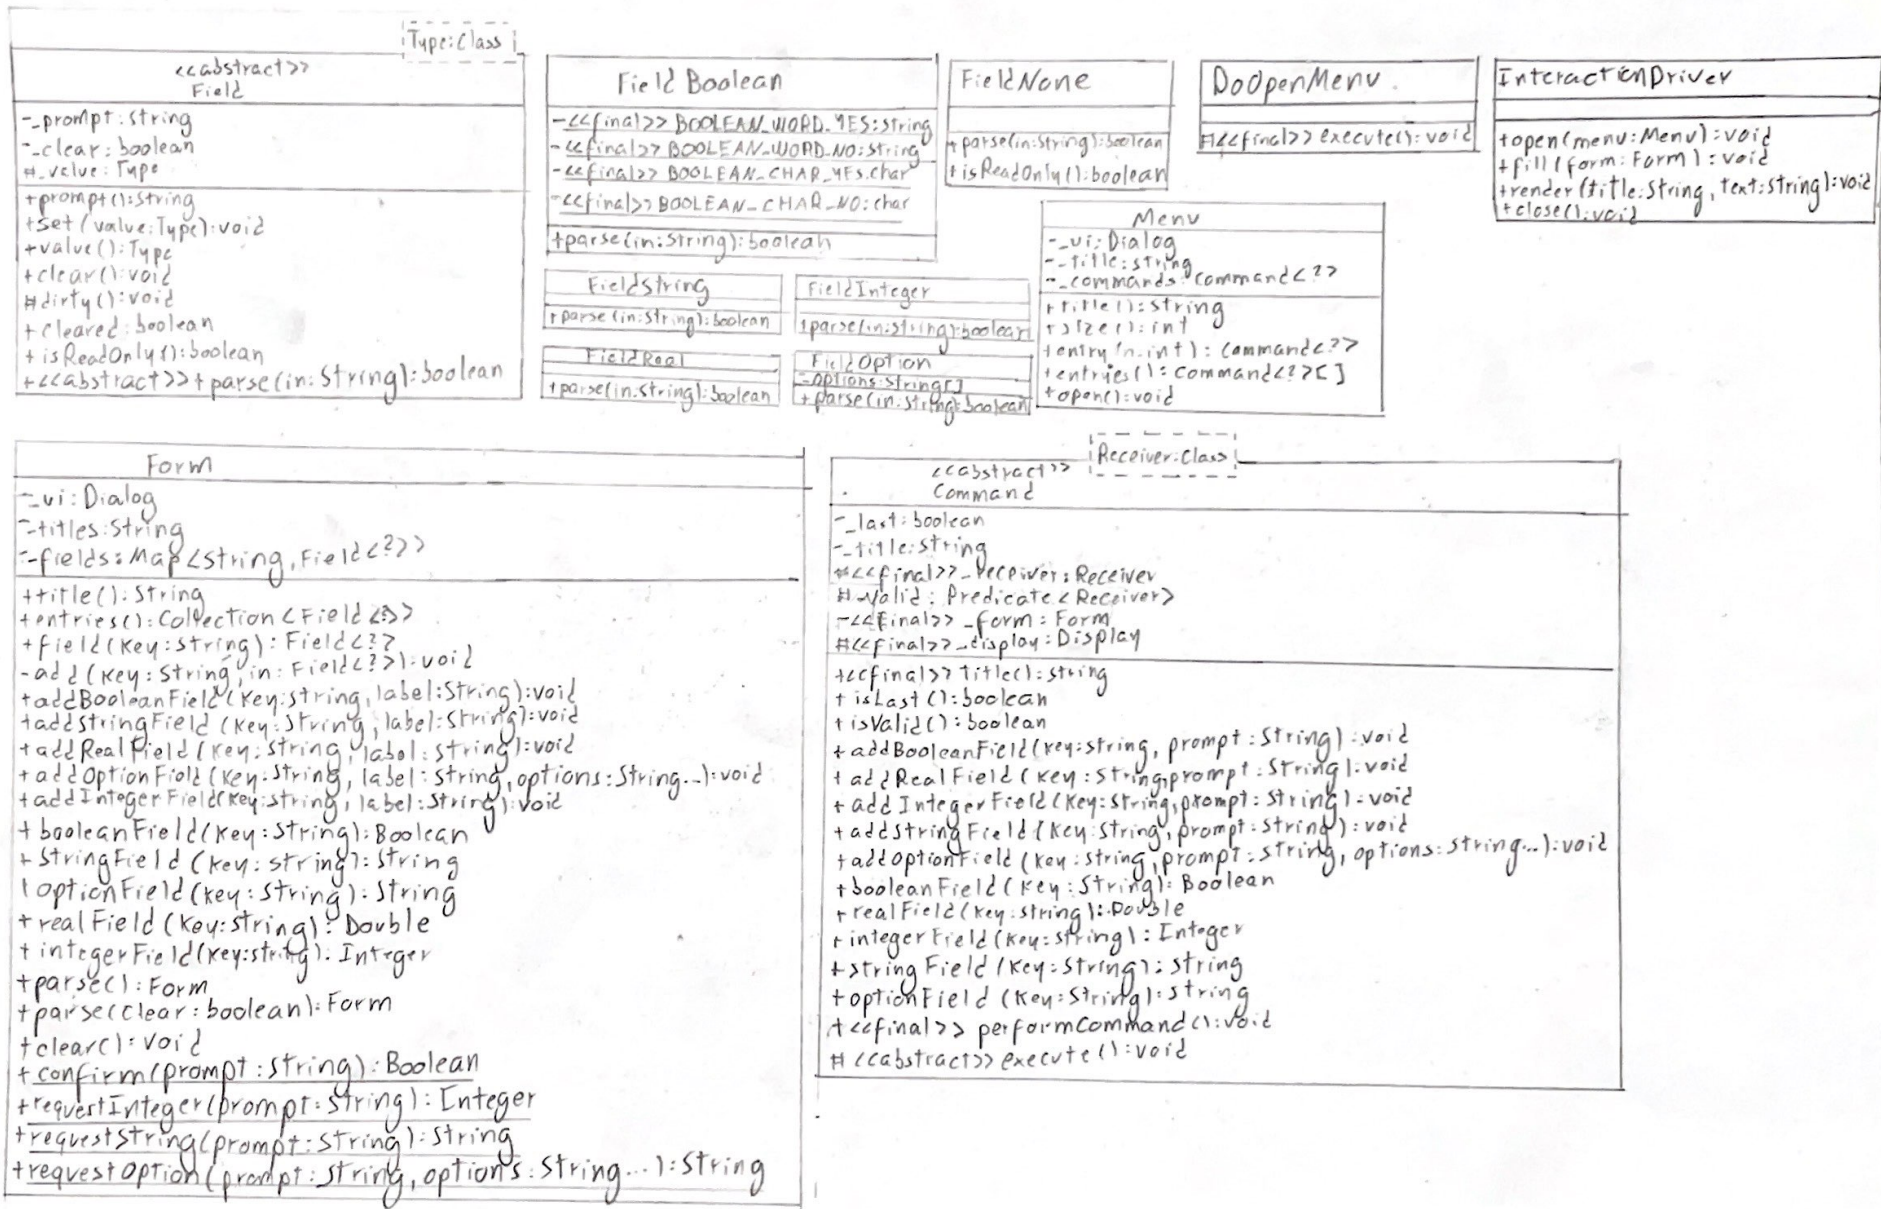 Type:Class
<<abstract>>
Field
-_prompt:String
-_clear:boolean
#_value:Type
+prompt():String
+set(value:Type):void
+value():Type
+clear():void
#dirty():void
+cleared:boolean
+isReadOnly():boolean
+<<abstract>>+parse(in:String):boolean
Field Boolean
-<<final>> BOOLEAN_WORD_YES:String
-<<final>> BOOLEAN_WORD_NO:String
-<<final>> BOOLEAN_CHAR_YES:char
-<<final>> BOOLEAN_CHAR_NO:char
+parse(in:String):boolean
FieldNone
+parse(in:String):boolean
+isReadOnly():boolean
DoOpenMenu
#<<final>> execute():void
InteractionDriver
+open(menu:Menu):void
+fill(form:Form):void
+render(title:String, text:String):void
+close():void
FieldString
+parse(in:String):boolean
FieldInteger
+parse(in:String):boolean
FieldReal
+parse(in:String):boolean
FieldOption
-options:String[]
+parse(in:String):boolean
Menu
-_ui:Dialog
-_title:String
-_commands:Command<?>
+title():String
+size():int
+entry(n:int):Command<?>
+entries():Command<?>[]
+open():void
Form
-_ui:Dialog
-titles:String
-_fields:Map<String,Field<?>>
+title():String
+entries():Collection<Field<?>>
+field(Key:String):Field<?>
-add(Key:String, in:Field<?>):void
+addBooleanField(Key:String, label:String):void
+addStringField(Key:String, label:String):void
+addRealField(Key:String, label:String):void
+addOptionField(Key:String, label:String, options:String...):void
+addIntegerField(Key:String, label:String):void
+booleanField(Key:String):Boolean
+StringField(Key:String):String
+optionField(Key:String):String
+realField(Key:String):Double
+integerField(Key:String):Integer
+parse():Form
+parse(clear:boolean):Form
+clear():void
+confirm(prompt:String):Boolean
+requestInteger(prompt:String):Integer
+requestString(prompt:String):String
+requestOption(prompt:String, options:String...):String
Receiver:Class
<<abstract>>
Command
-_last:boolean
-_title:String
#<<final>>_receiver:Receiver
#_valid:Predicate<Receiver>
-<<final>>_form:Form
#<<final>>_display:Display
+<<final>> title():String
+isLast():boolean
+isValid():boolean
+addBooleanField(Key:String, prompt:String):void
+addRealField(Key:String, prompt:String):void
+addIntegerField(Key:String, prompt:String):void
+addStringField(Key:String, prompt:String):void
+addOptionField(Key:String, prompt:String, options:String...):void
+booleanField(Key:String):Boolean
+realField(Key:String):Double
+integerField(Key:String):Integer
+stringField(Key:String):String
+optionField(Key:String):String
+<<final>> performCommand():void
#<<abstract>> execute():void